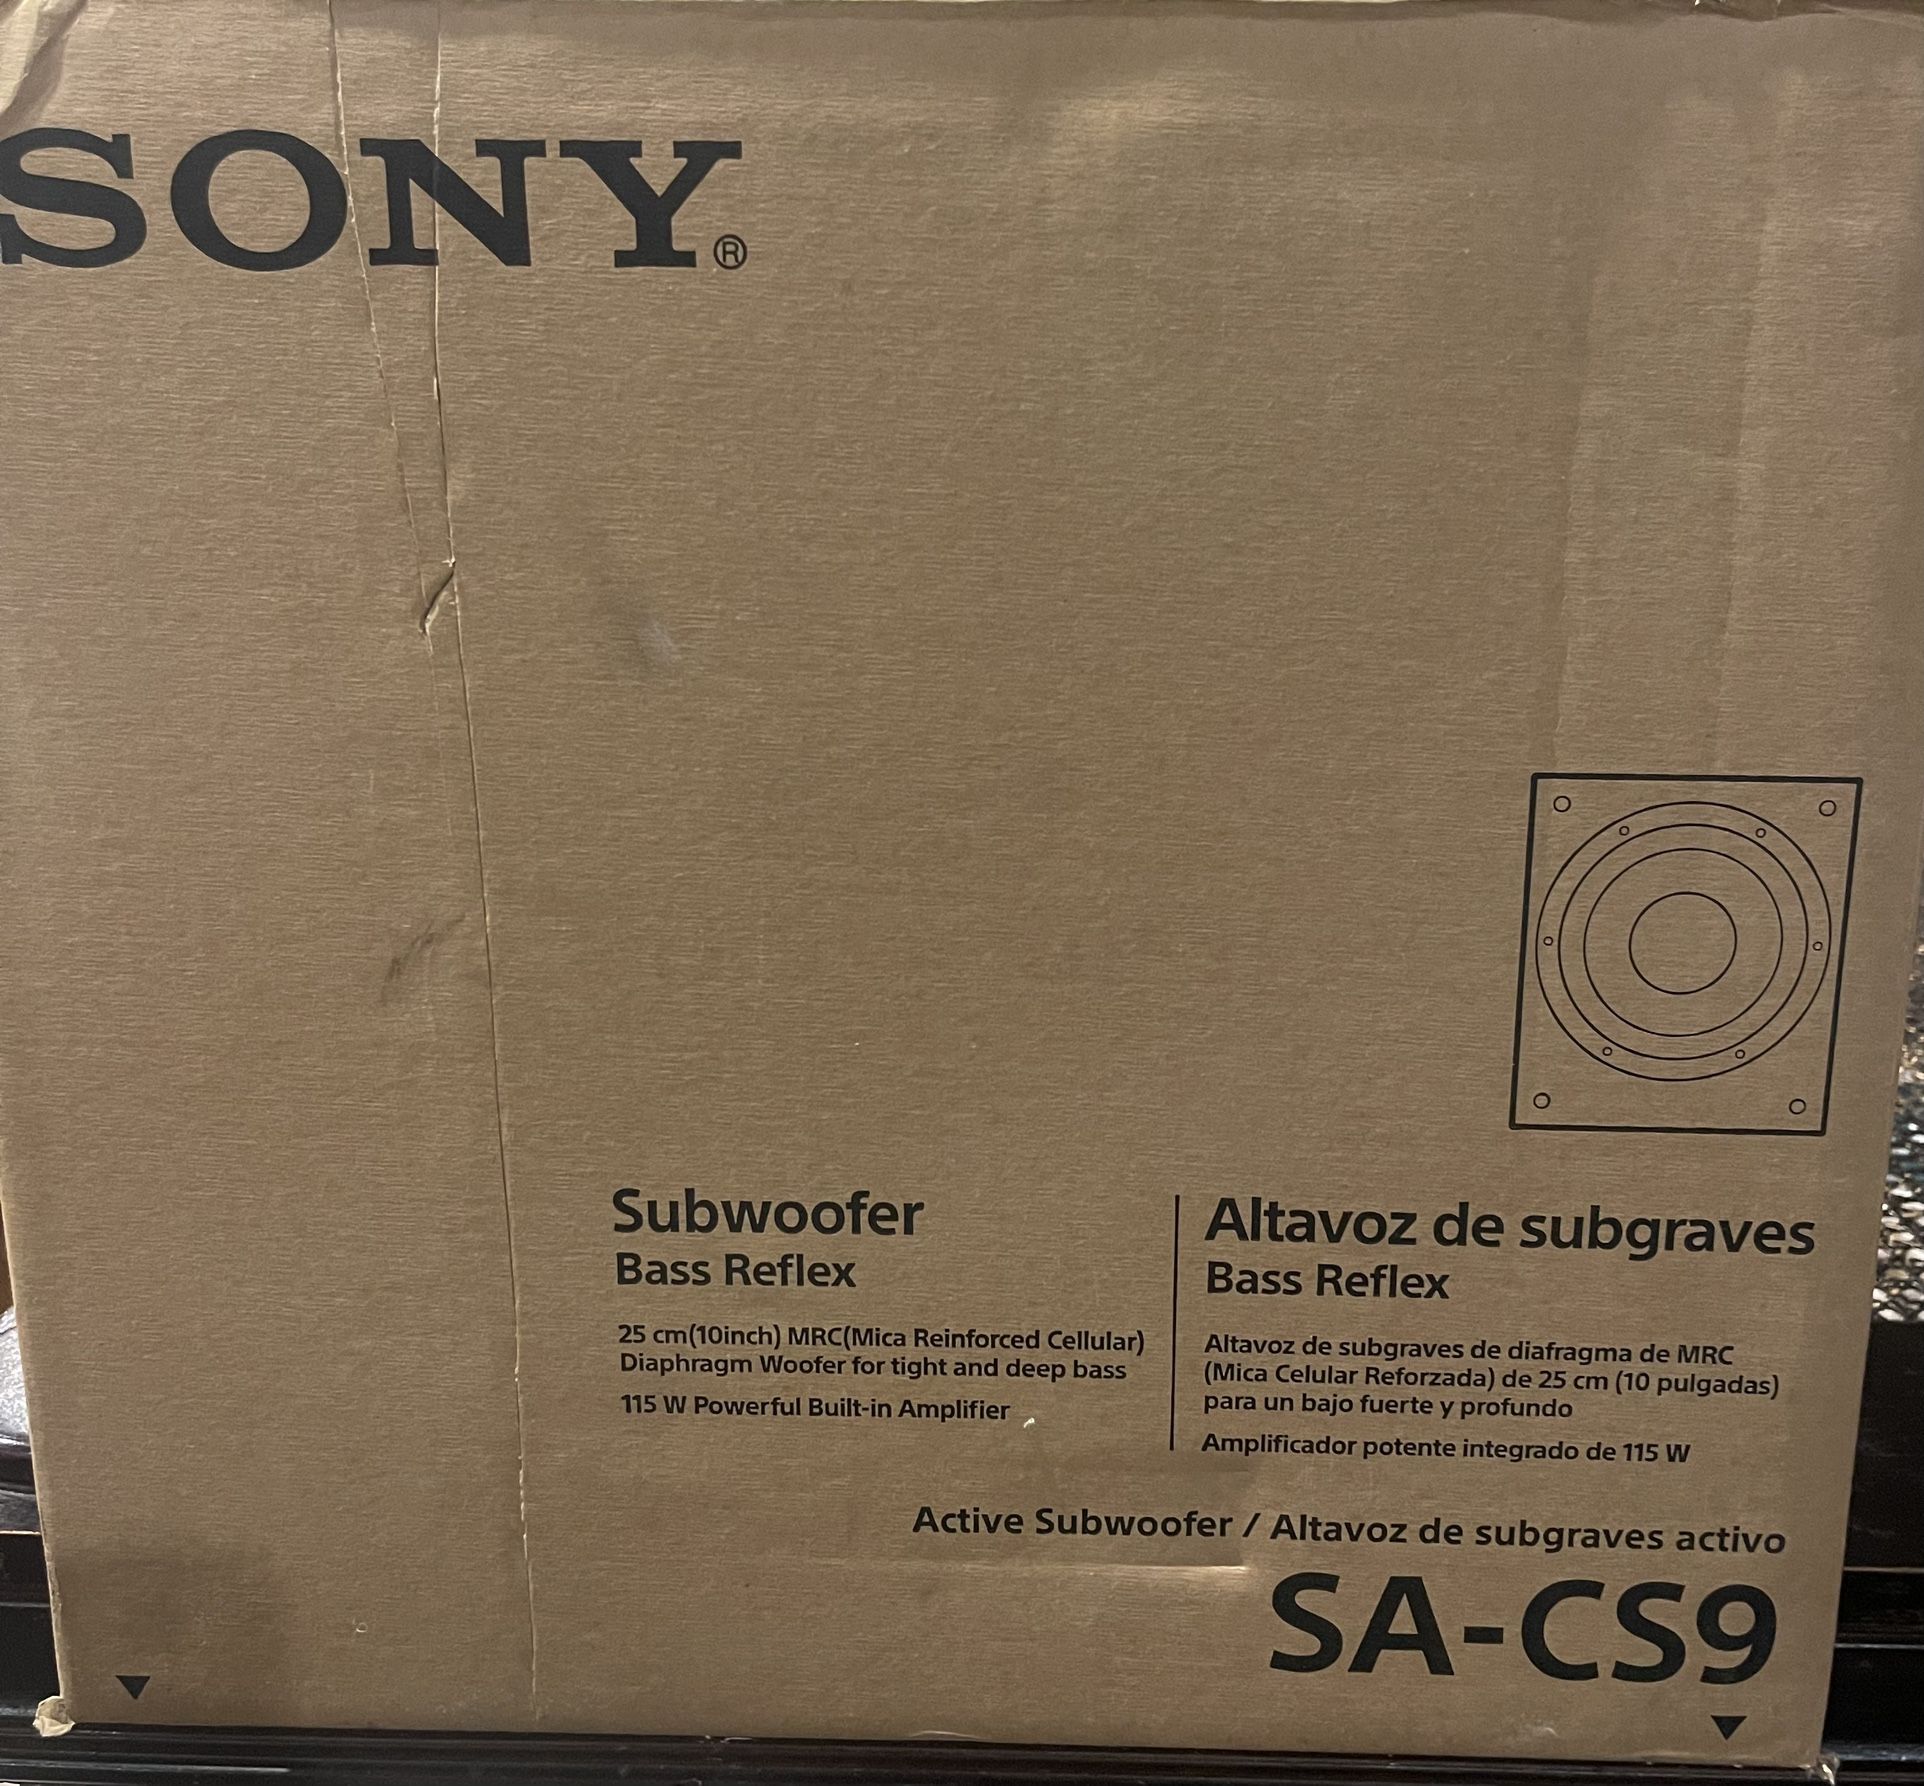 SONY®
Subwoofer
Bass Reflex
25 cm(10inch) MRC(Mica Reinforced Cellular)
Diaphragm Woofer for tight and deep bass
115 W Powerful Built-in Amplifier
Altavoz de subgraves
Bass Reflex
Altavoz de subgraves de diafragma de MRC
(Mica Celular Reforzada) de 25 cm (10 pulgadas)
para un bajo fuerte y profundo
Amplificador potente integrado de 115 W
Active Subwoofer / Altavoz de subgraves activo
SA-CS9